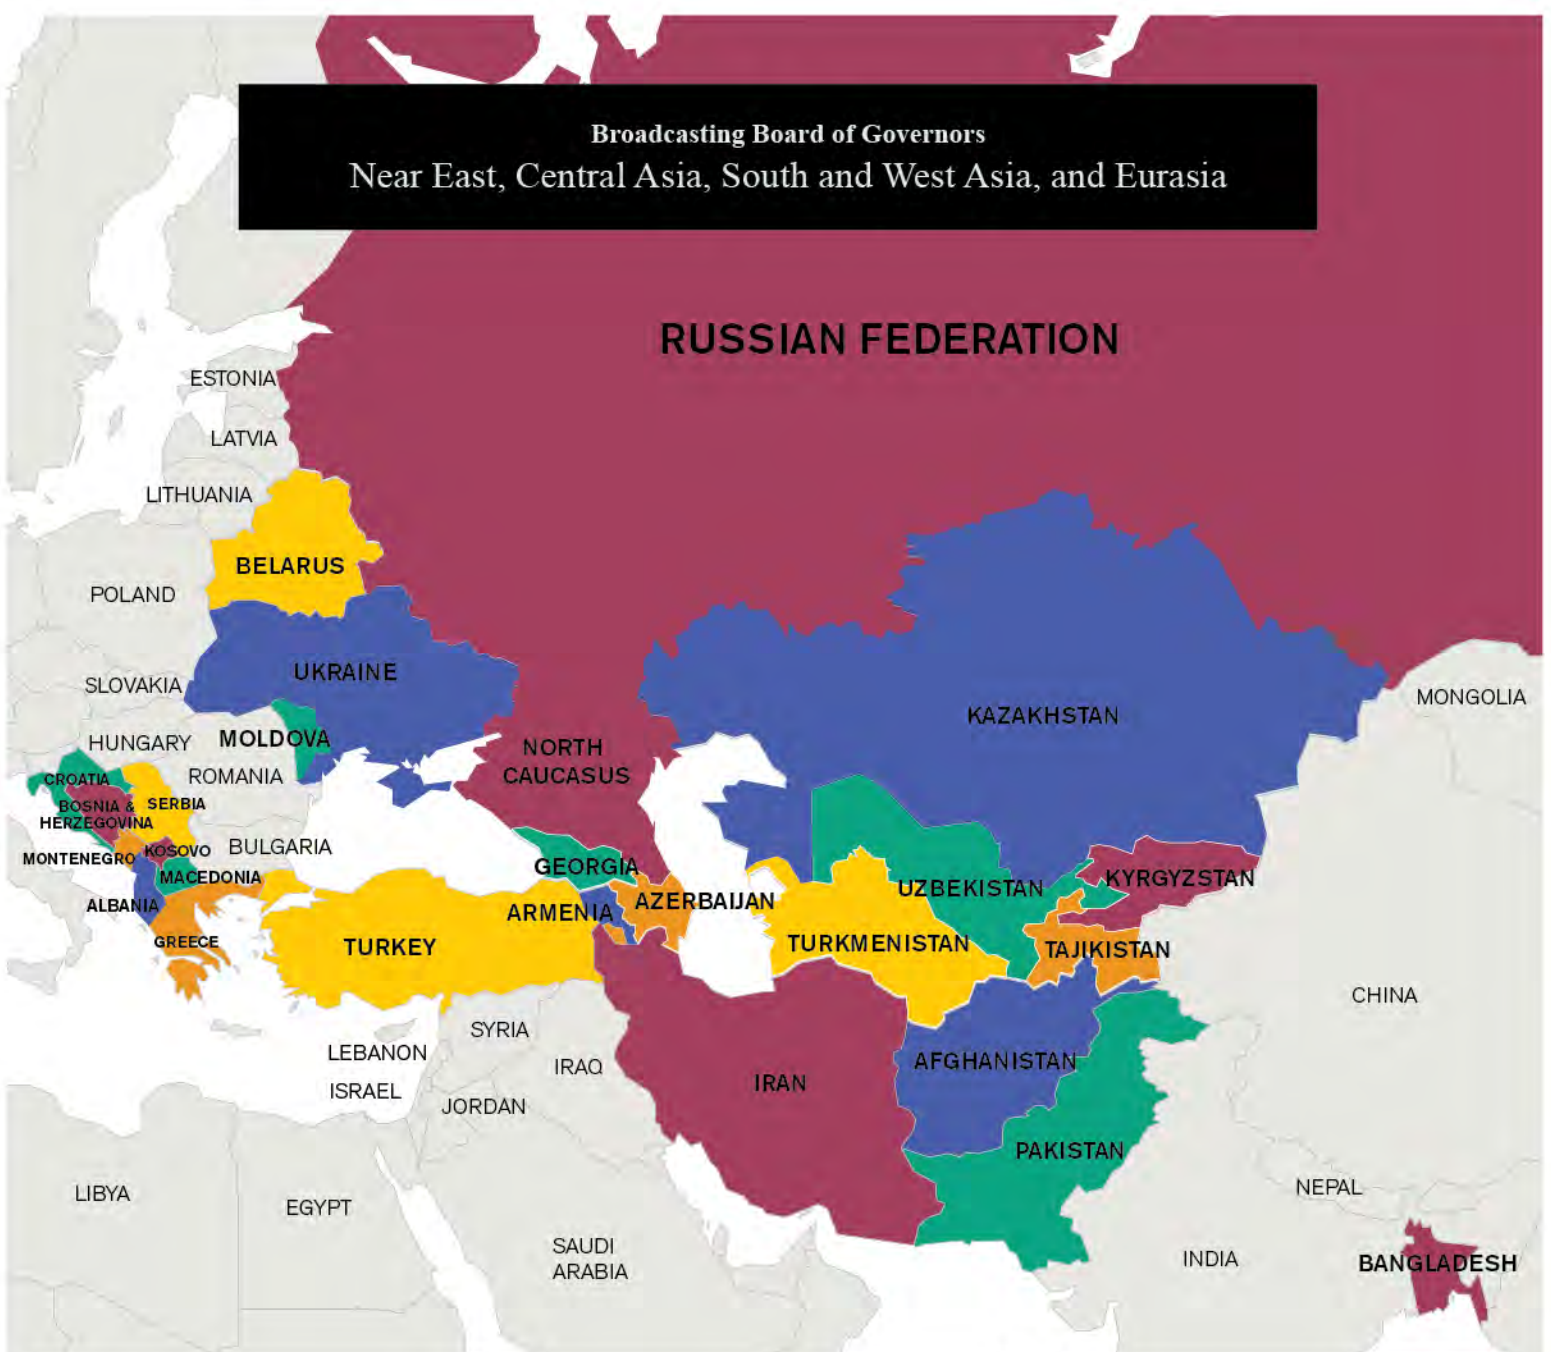 Broadcasting Board of Governors
Near East, Central Asia, South and West Asia, and Eurasia
RUSSIAN FEDERATION
ESTONIA
LATVIA
LITHUANIA
BELARUS
POLAND
UKRAINE
SLOVAKIA
MONGOLIA
KAZAKHSTAN
HUNGARY
MOLDOVA
NORTH
CAUCASUS
ROMANIA
CROATIA
BOSNIA &
HERZEGOVINA
SERBIA
BULGARIA
MONTENEGRO
KOSOVO
MACEDONIA
GEORGIA
UZBEKISTAN
KYRGYZSTAN
ALBANIA
ARMENIA
AZERBAIJAN
GREECE
TURKEY
TURKMENISTAN
TAJIKISTAN
CHINA
SYRIA
LEBANON
IRAQ
AFGHANISTAN
ISRAEL
IRAN
JORDAN
PAKISTAN
LIBYA
EGYPT
NEPAL
SAUDI
ARABIA
INDIA
BANGLADESH